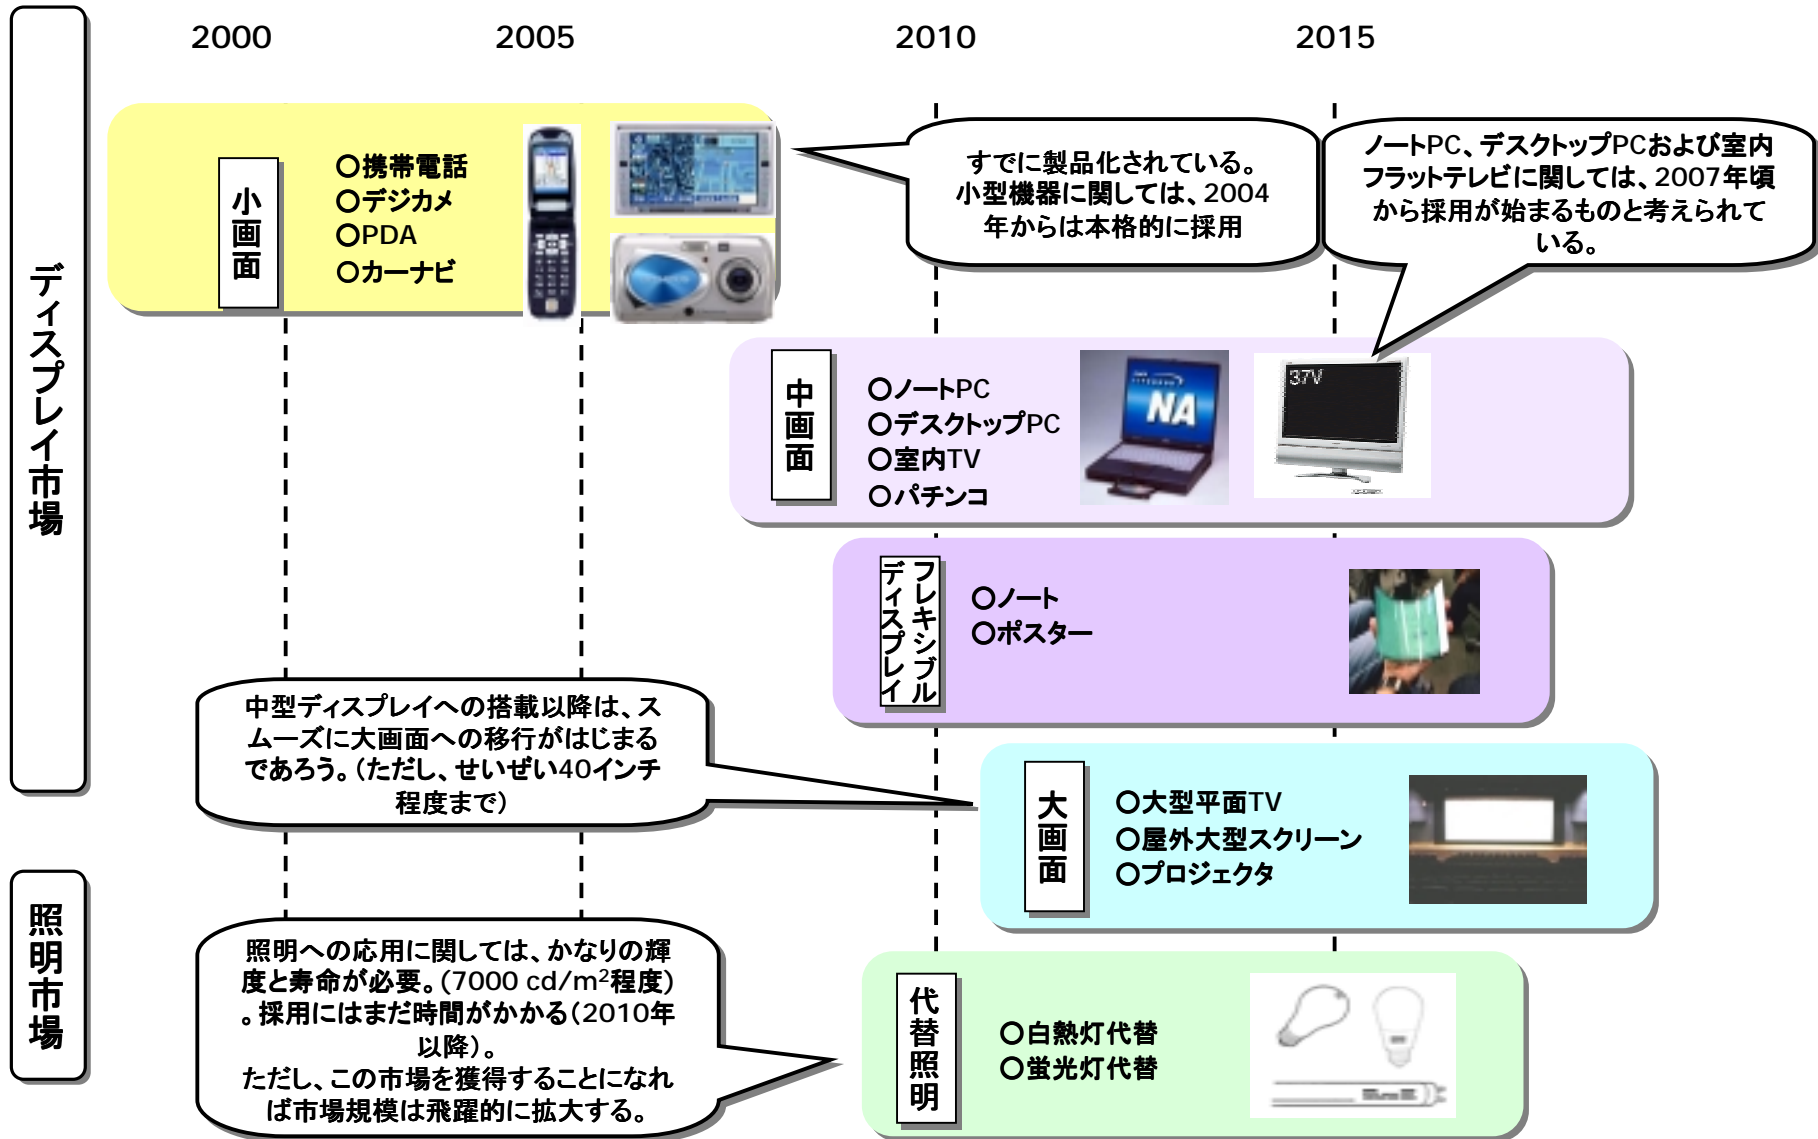 2000
2005
2010
2015
ディスプレイ市場
小画面
○携帯電話
○デジカメ
○PDA
○カーナビ
すでに製品化されている。
小型機器に関しては、2004
年からは本格的に採用
ノートPC、デスクトップPCおよび室内
フラットテレビに関しては、2007年頃
から採用が始まるものと考えられて
いる。
中画面
○ノートPC
○デスクトップPC
○室内TV
○パチンコ
NA
37V
フレキシブル
ディスプレイ
○ノート
○ポスター
中型ディスプレイへの搭載以降は、ス
ムーズに大画面への移行がはじまる
であろう。(ただし、せいぜい40インチ
程度まで)
大画面
○大型平面TV
○屋外大型スクリーン
○プロジェクタ
照明市場
照明への応用に関しては、かなりの輝
度と寿命が必要。(7000 cd/m²程度)
。採用にはまだ時間がかかる(2010年
以降)。
ただし、この市場を獲得することになれ
ば市場規模は飛躍的に拡大する。
代替照明
○白熱灯代替
○蛍光灯代替